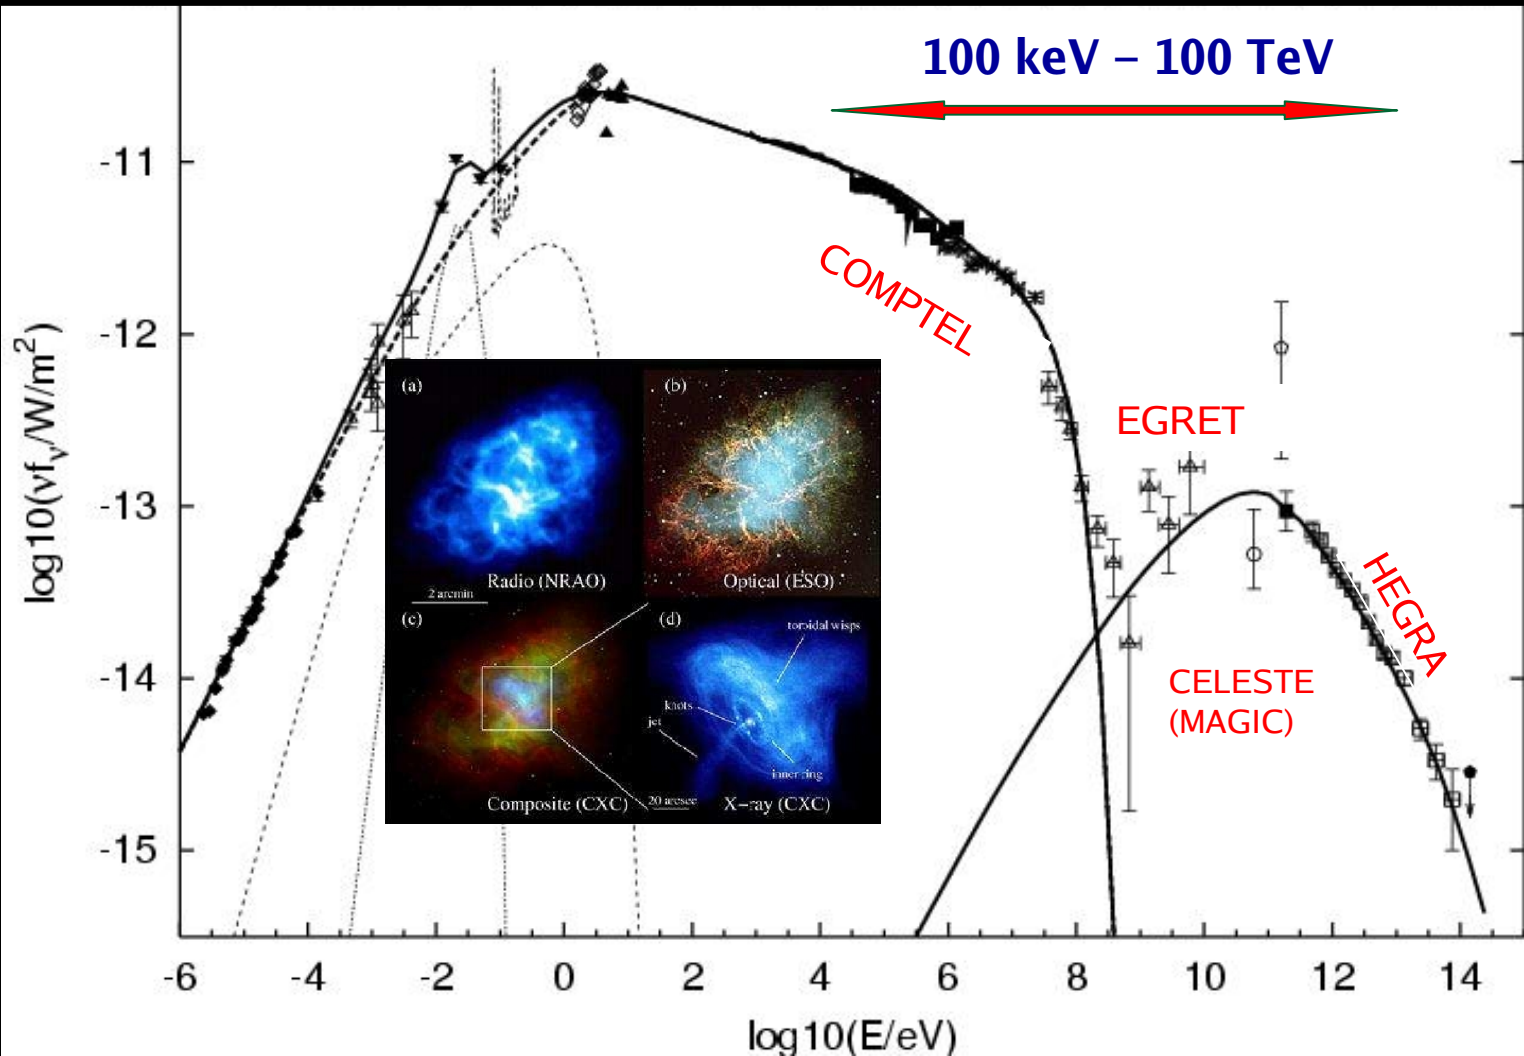 100 keV – 100 TeV
-11
-12
-13
-14
-15
log10(νfν/W/m²)
COMPTEL
EGRET
CELESTE
(MAGIC)
HEGRA
(a)
Radio (NRAO)
2 arcmin
(b)
Optical (ESO)
(c)
Composite (CXC)
(d)
toroidal wisps
knots
jet
inner ring
20 arcsec
X-ray (CXC)
-6 -4 -2 0 2 4 6 8 10 12 14
log10(E/eV)